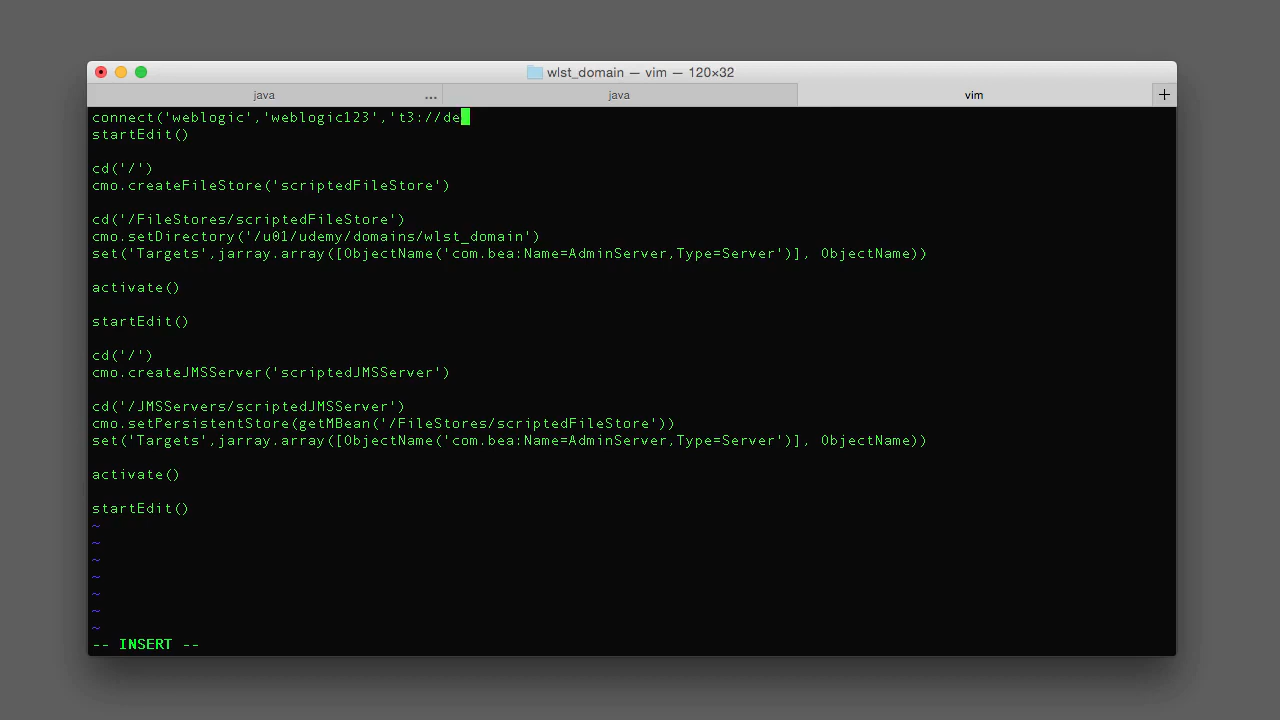 wlst_domain — vim — 120×32
java ... java vim +
connect('weblogic','weblogic123','t3://de
startEdit()
cd('/')
cmo.createFileStore('scriptedFileStore')
cd('/FileStores/scriptedFileStore')
cmo.setDirectory('/u01/udemy/domains/wlst_domain')
set('Targets',jarray.array([ObjectName('com.bea:Name=AdminServer,Type=Server')], ObjectName))
activate()
startEdit()
cd('/')
cmo.createJMSServer('scriptedJMSServer')
cd('/JMSServers/scriptedJMSServer')
cmo.setPersistentStore(getMBean('/FileStores/scriptedFileStore'))
set('Targets',jarray.array([ObjectName('com.bea:Name=AdminServer,Type=Server')], ObjectName))
activate()
startEdit()
~
~
~
~
~
~
~
-- INSERT --